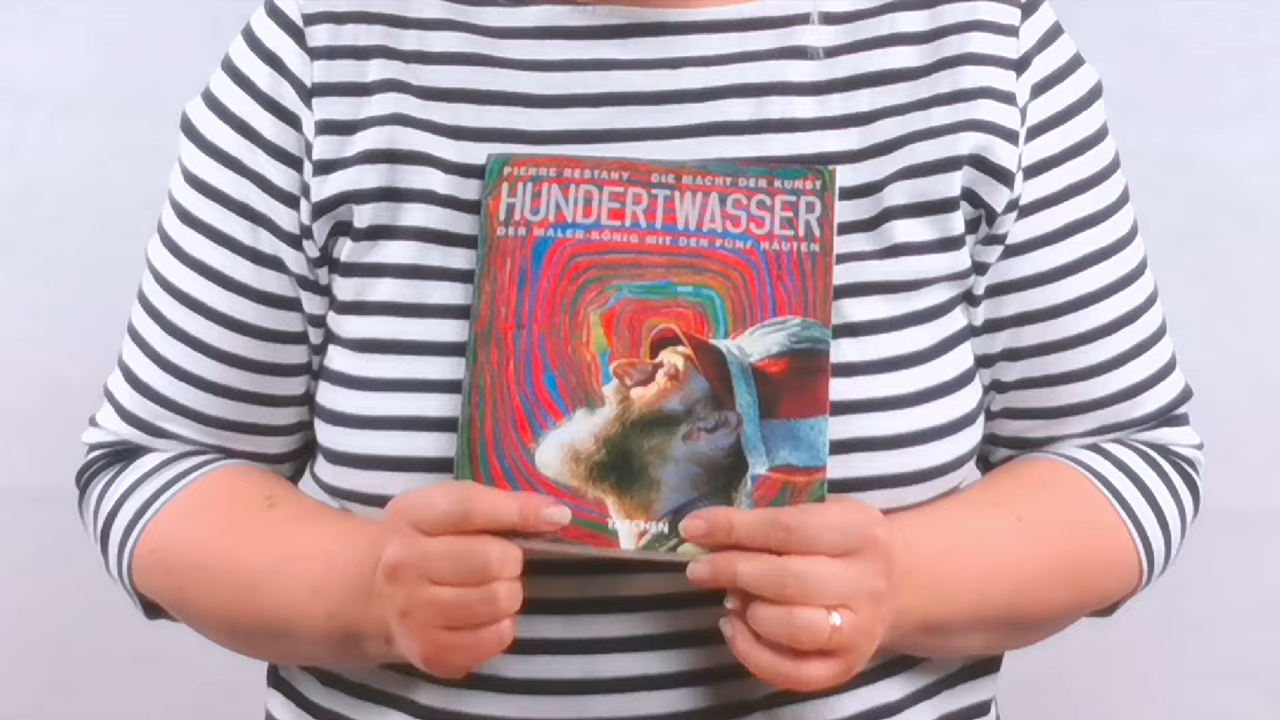 PIERRE RESTANY DIE MACHT DER KUNST
HUNDERTWASSER
DER MALER-KÖNIG MIT DEN FÜNF HÄUTEN
TASCHEN